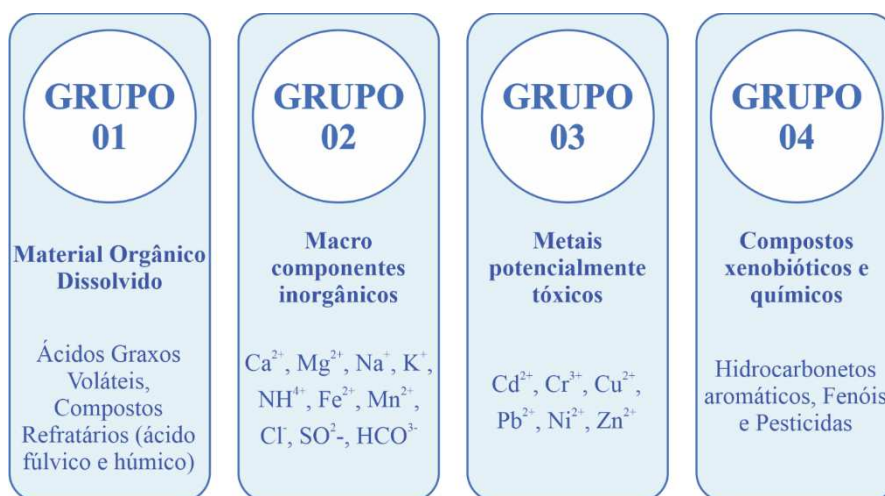 GRUPO
01
Material Orgânico
Dissolvido
Ácidos Graxos
Voláteis,
Compostos
Refratários (ácido
fúlvico e húmico)
GRUPO
02
Macro
componentes
inorgânicos
Ca²⁺, Mg²⁺, Na⁺, K⁺,
NH⁴⁺, Fe²⁺, Mn²⁺,
Cl⁻, SO²-, HCO³⁻
GRUPO
03
Metais
potencialmente
tóxicos
Cd²⁺, Cr³⁺, Cu²⁺,
Pb²⁺, Ni²⁺, Zn²⁺
GRUPO
04
Compostos
xenobióticos e
químicos
Hidrocarbonetos
aromáticos, Fenóis
e Pesticidas